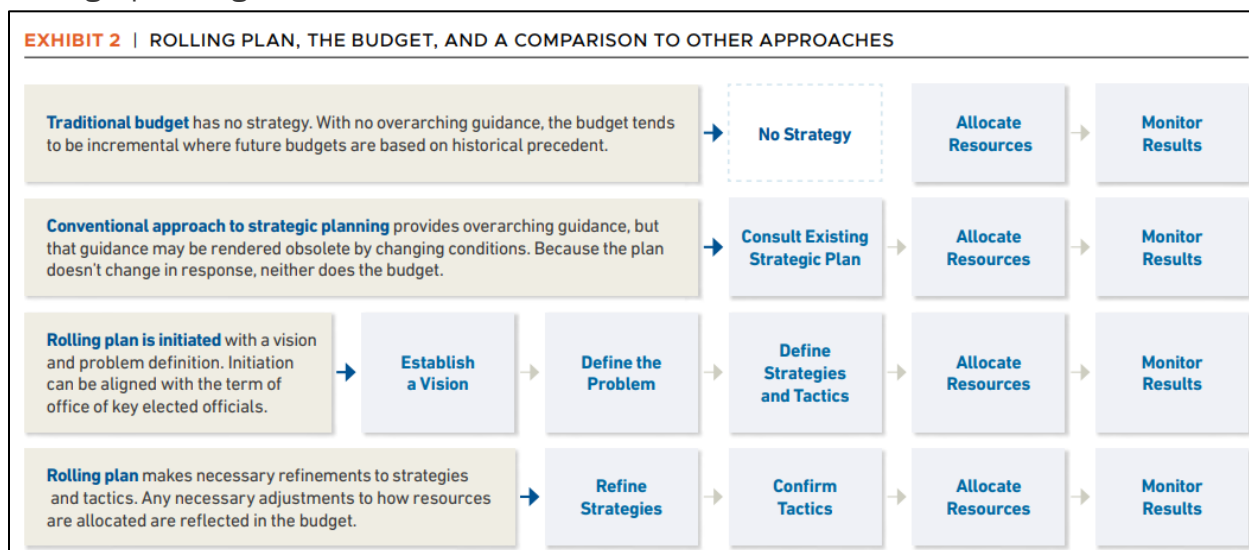 EXHIBIT 2 | ROLLING PLAN, THE BUDGET, AND A COMPARISON TO OTHER APPROACHES
Traditional budget has no strategy. With no overarching guidance, the budget tends
to be incremental where future budgets are based on historical precedent.
No Strategy
Allocate
Resources
Monitor
Results
Conventional approach to strategic planning provides overarching guidance, but
that guidance may be rendered obsolete by changing conditions. Because the plan
doesn't change in response, neither does the budget.
Consult Existing
Strategic Plan
Allocate
Resources
Monitor
Results
Rolling plan is initiated with a vision
and problem definition. Initiation
can be aligned with the term of
office of key elected officials.
Establish
a Vision
Define the
Problem
Define
Strategies
and Tactics
Allocate
Resources
Monitor
Results
Rolling plan makes necessary refinements to strategies
and tactics. Any necessary adjustments to how resources
are allocated are reflected in the budget.
Refine
Strategies
Confirm
Tactics
Allocate
Resources
Monitor
Results